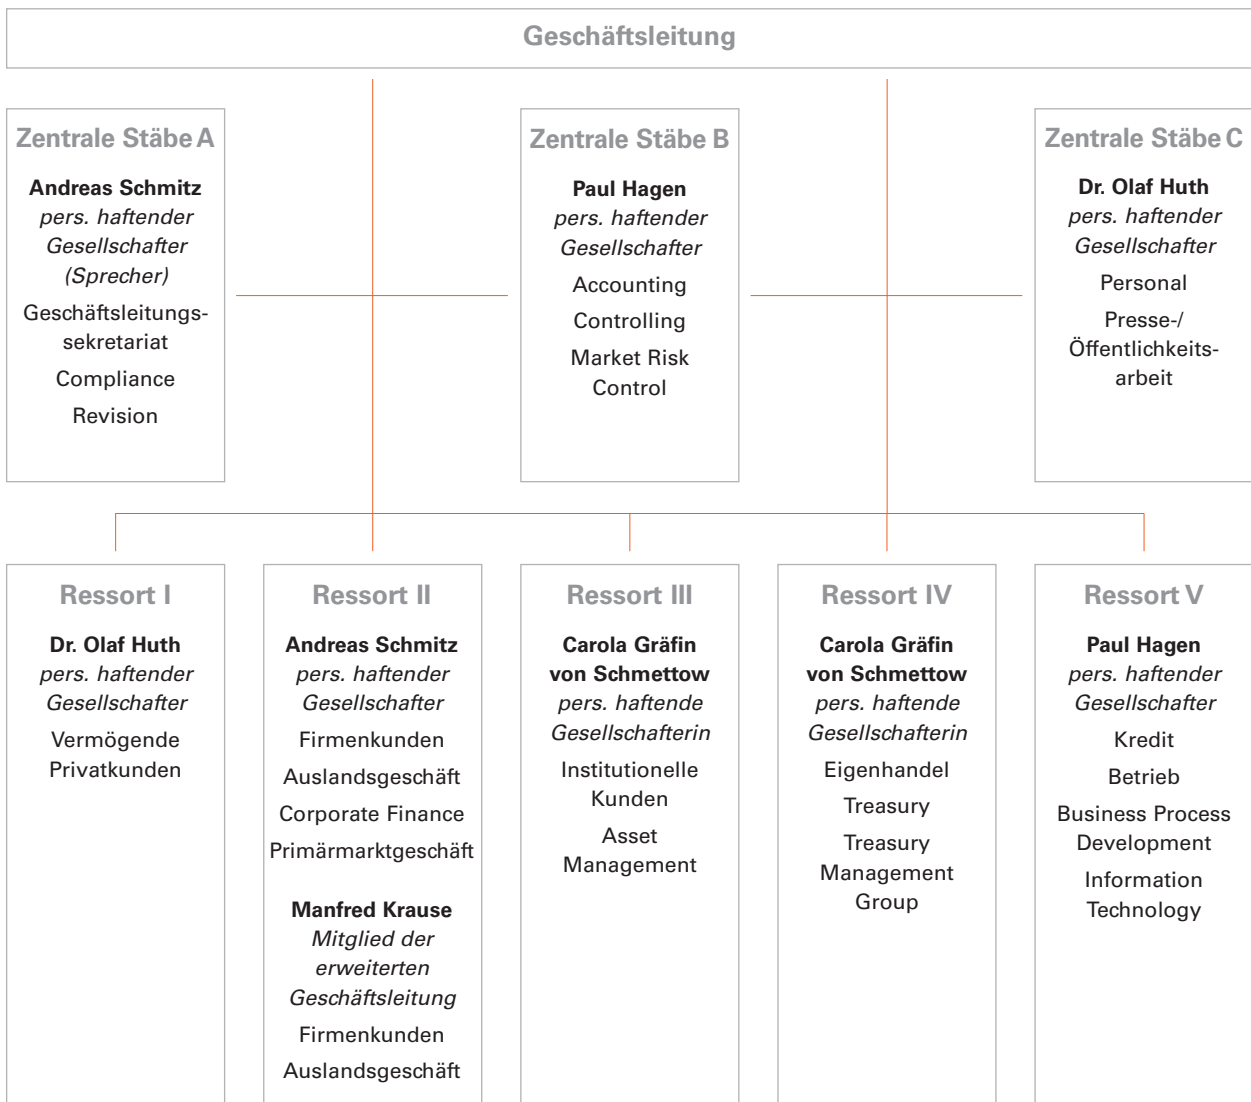 Geschäftsleitung
Zentrale Stäbe A
Andreas Schmitz
pers. haftender
Gesellschafter
(Sprecher)
Geschäftsleitungs-
sekretariat
Compliance
Revision
Zentrale Stäbe B
Paul Hagen
pers. haftender
Gesellschafter
Accounting
Controlling
Market Risk
Control
Zentrale Stäbe C
Dr. Olaf Huth
pers. haftender
Gesellschafter
Personal
Presse-/
Öffentlichkeits-
arbeit
Ressort I
Dr. Olaf Huth
pers. haftender
Gesellschafter
Vermögende
Privatkunden
Ressort II
Andreas Schmitz
pers. haftender
Gesellschafter
Firmenkunden
Auslandsgeschäft
Corporate Finance
Primärmarktgeschäft
Manfred Krause
Mitglied der
erweiterten
Geschäftsleitung
Firmenkunden
Auslandsgeschäft
Ressort III
Carola Gräfin
von Schmettow
pers. haftende
Gesellschafterin
Institutionelle
Kunden
Asset
Management
Ressort IV
Carola Gräfin
von Schmettow
pers. haftende
Gesellschafterin
Eigenhandel
Treasury
Treasury
Management
Group
Ressort V
Paul Hagen
pers. haftender
Gesellschafter
Kredit
Betrieb
Business Process
Development
Information
Technology